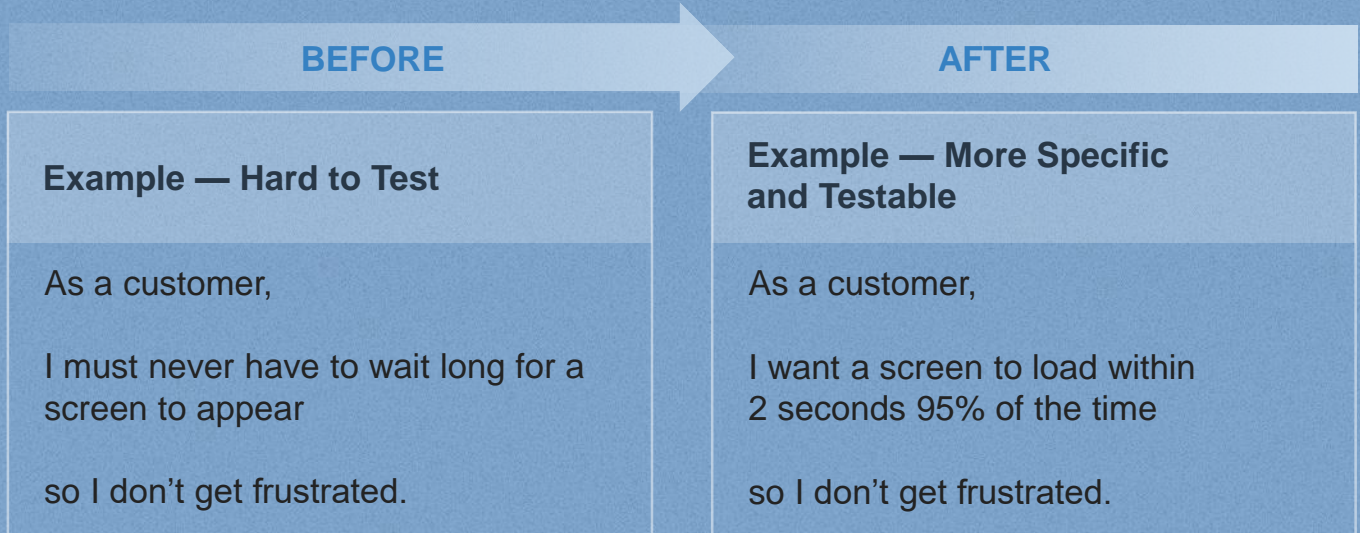 BEFORE
AFTER
Example — Hard to Test
As a customer,
I must never have to wait long for a
screen to appear
so I don’t get frustrated.
Example — More Specific
and Testable
As a customer,
I want a screen to load within
2 seconds 95% of the time
so I don’t get frustrated.